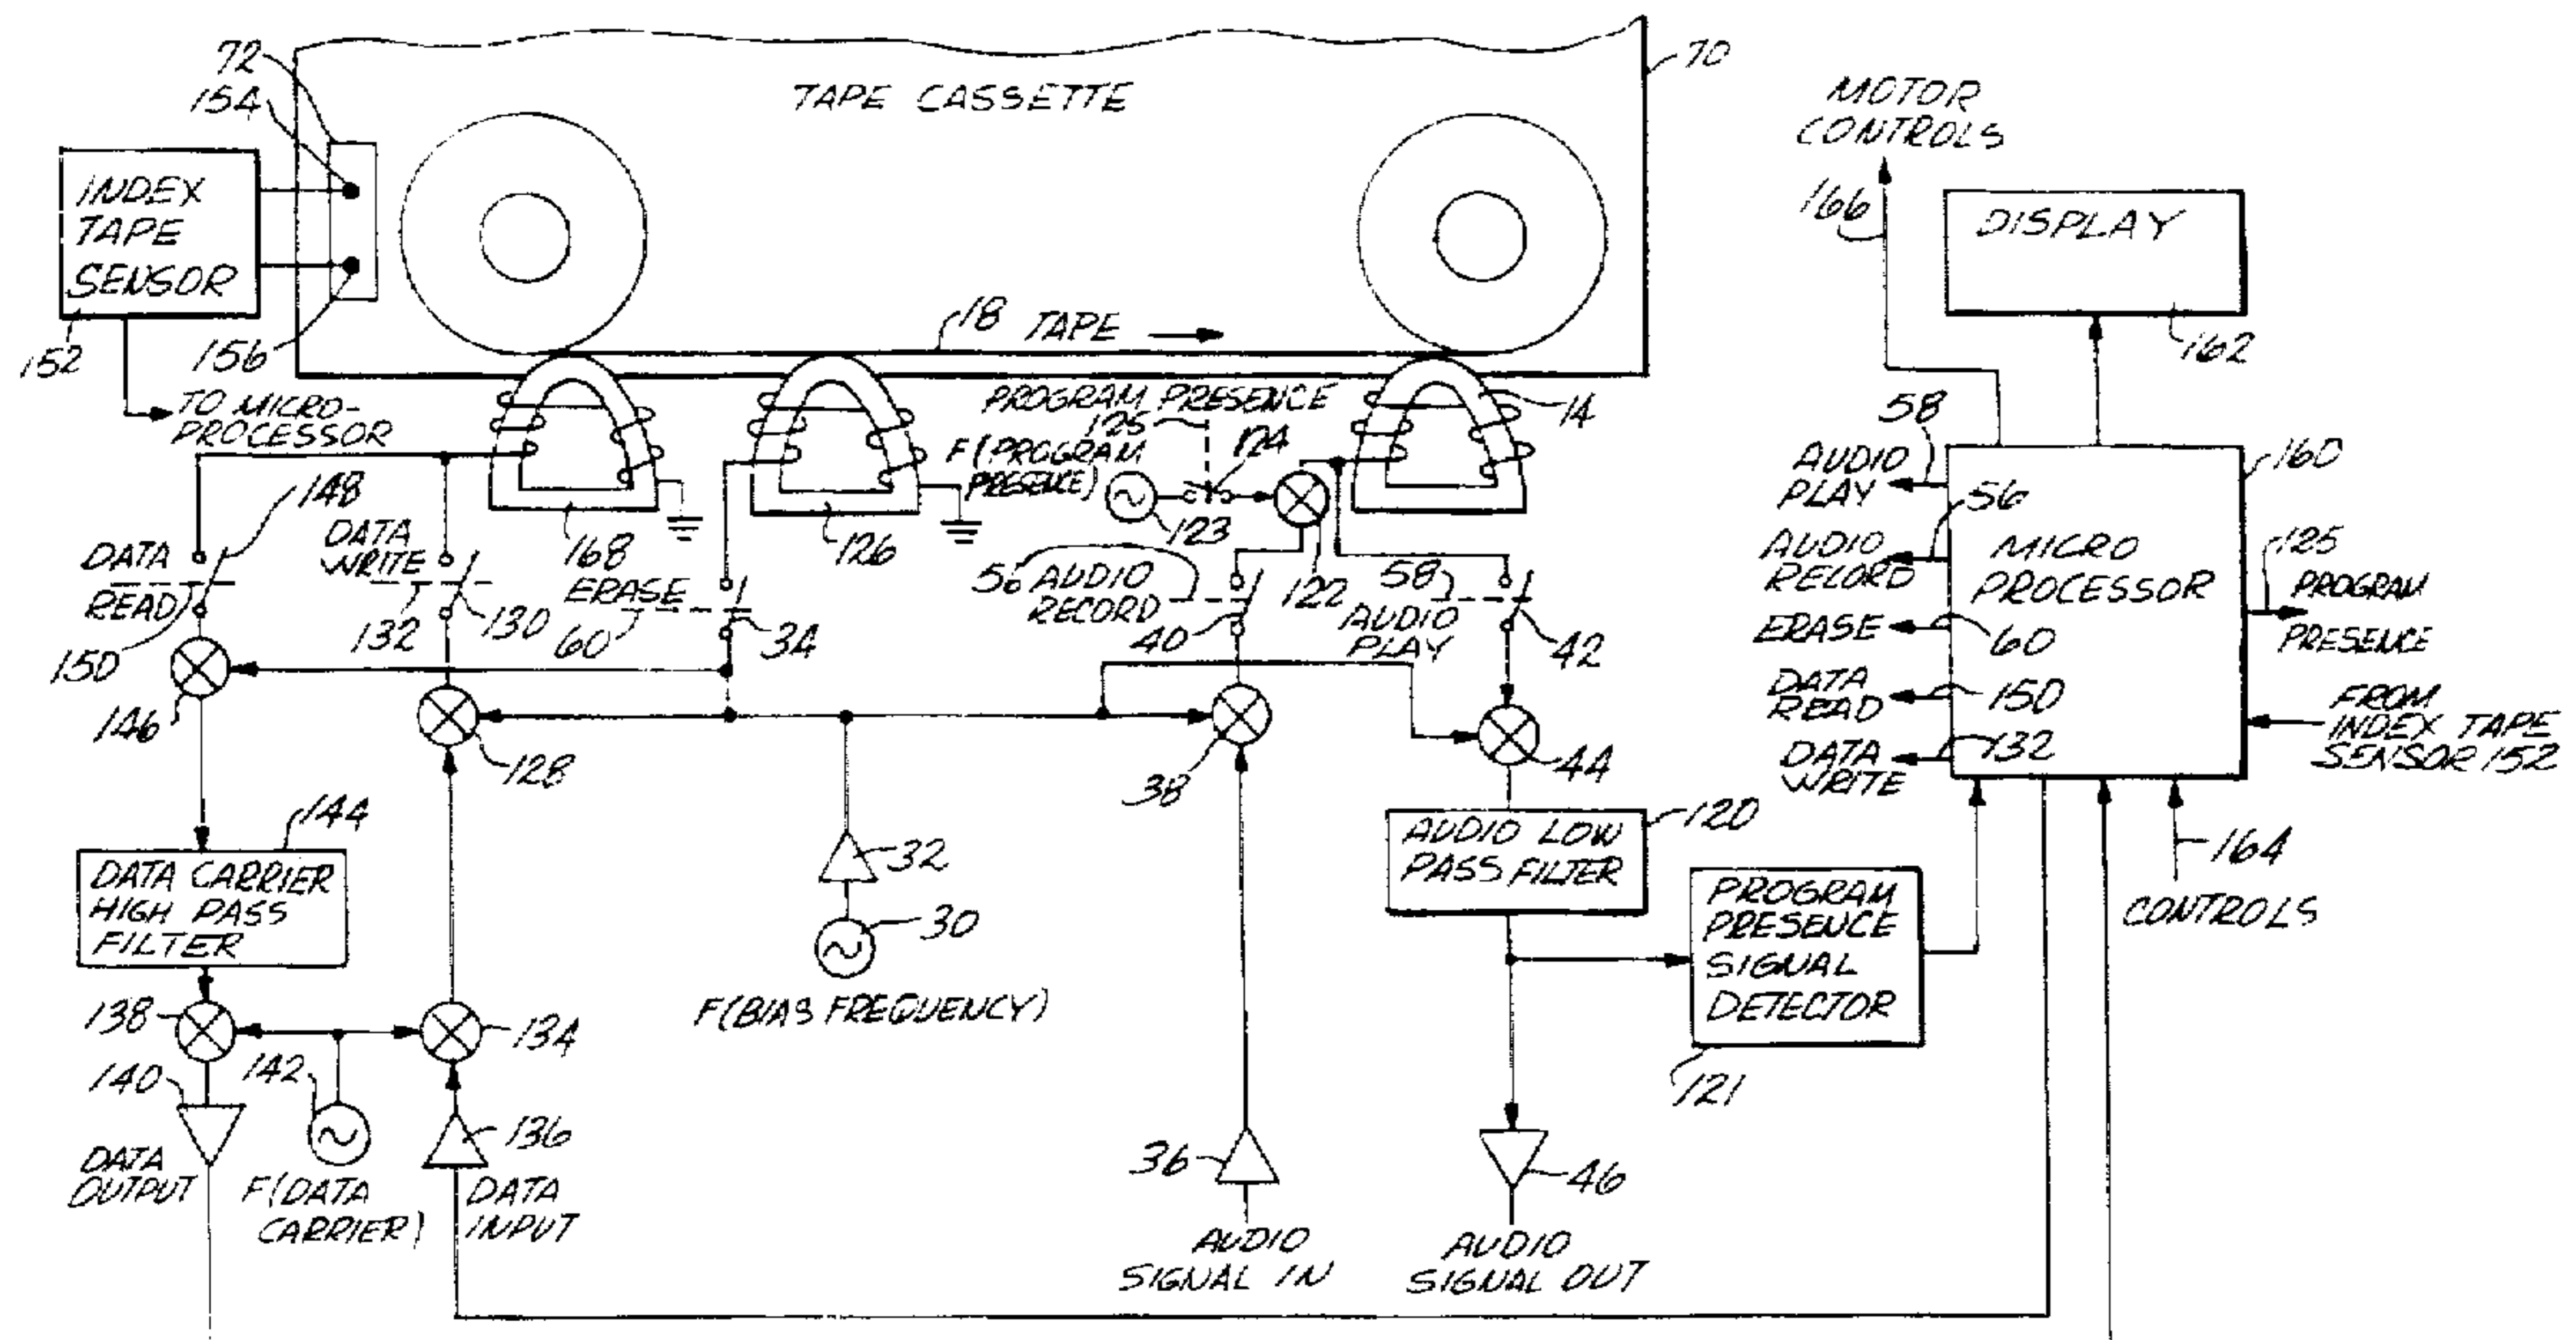 72
154
TAPE CASSETTE
70
INDEX
TAPE
SENSOR
152
156
TO MICRO-
PROCESSOR
18 TAPE
MOTOR
CONTROLS
166
DISPLAY
162
PROGRAM PRESENCE
125
124
F(PROGRAM
PRESENCE)
123
14
168
126
122
148
DATA
READ
150
DATA
WRITE
132
130
ERASE
60
34
56 AUDIO
RECORD
40
58
AUDIO
PLAY
42
58
AUDIO
PLAY
56
AUDIO
RECORD
ERASE
60
DATA
READ
150
DATA
WRITE
132
MICRO
PROCESSOR
160
125
PROGRAM
PRESENCE
FROM
INDEX TAPE
SENSOR 152
164
CONTROLS
146
128
38
44
144
DATA CARRIER
HIGH PASS
FILTER
32
30
F(BIAS FREQUENCY)
120
AUDIO LOW
PASS FILTER
PROGRAM
PRESENCE
SIGNAL
DETECTOR
121
138
134
140
142
136
DATA
OUTPUT
F(DATA
CARRIER)
DATA
INPUT
36
AUDIO
SIGNAL IN
46
AUDIO
SIGNAL OUT